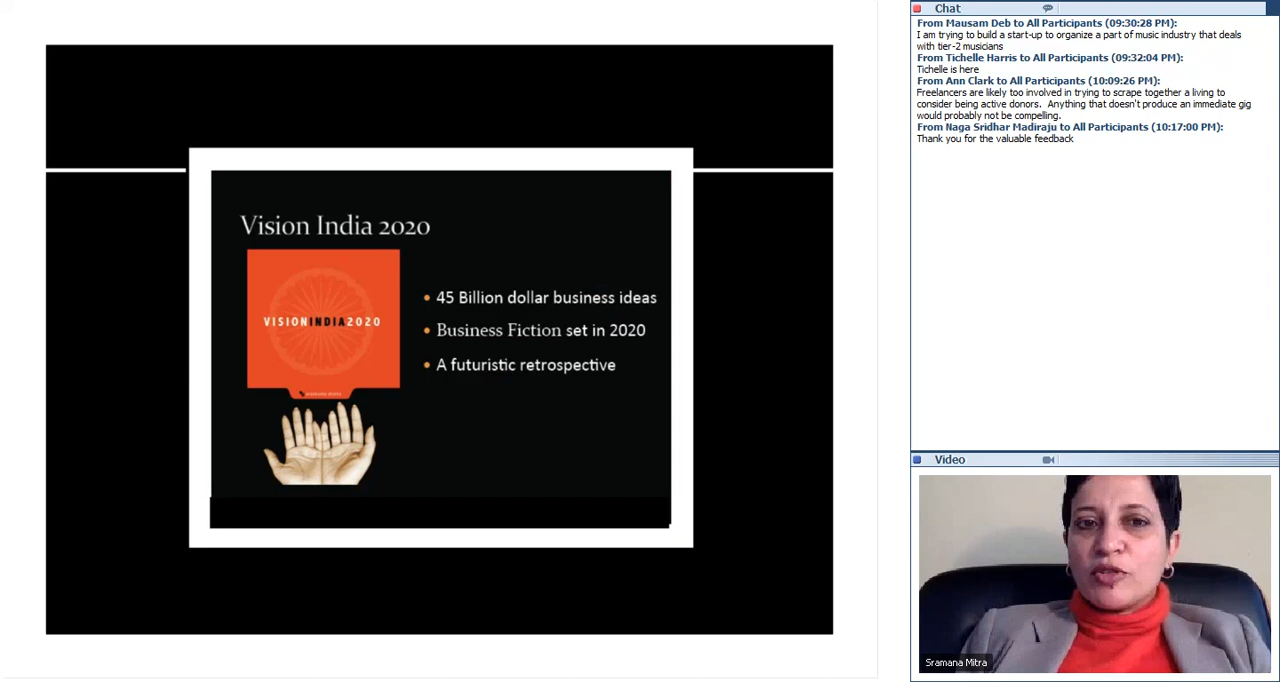 Vision India 2020
VISIONINDIA2020
45 Billion dollar business ideas
Business Fiction set in 2020
A futuristic retrospective
Chat
From Mausam Deb to All Participants (09:30:28 PM):
I am trying to build a start-up to organize a part of music industry that deals
with tier-2 musicians
From Tichelle Harris to All Participants (09:32:04 PM):
Tichelle is here
From Ann Clark to All Participants (10:09:26 PM):
Freelancers are likely too involved in trying to scrape together a living to
consider being active donors.  Anything that doesn't produce an immediate gig
would probably not be compelling.
From Naga Sridhar Madiraju to All Participants (10:17:00 PM):
Thank you for the valuable feedback
Video
Sramana Mitra